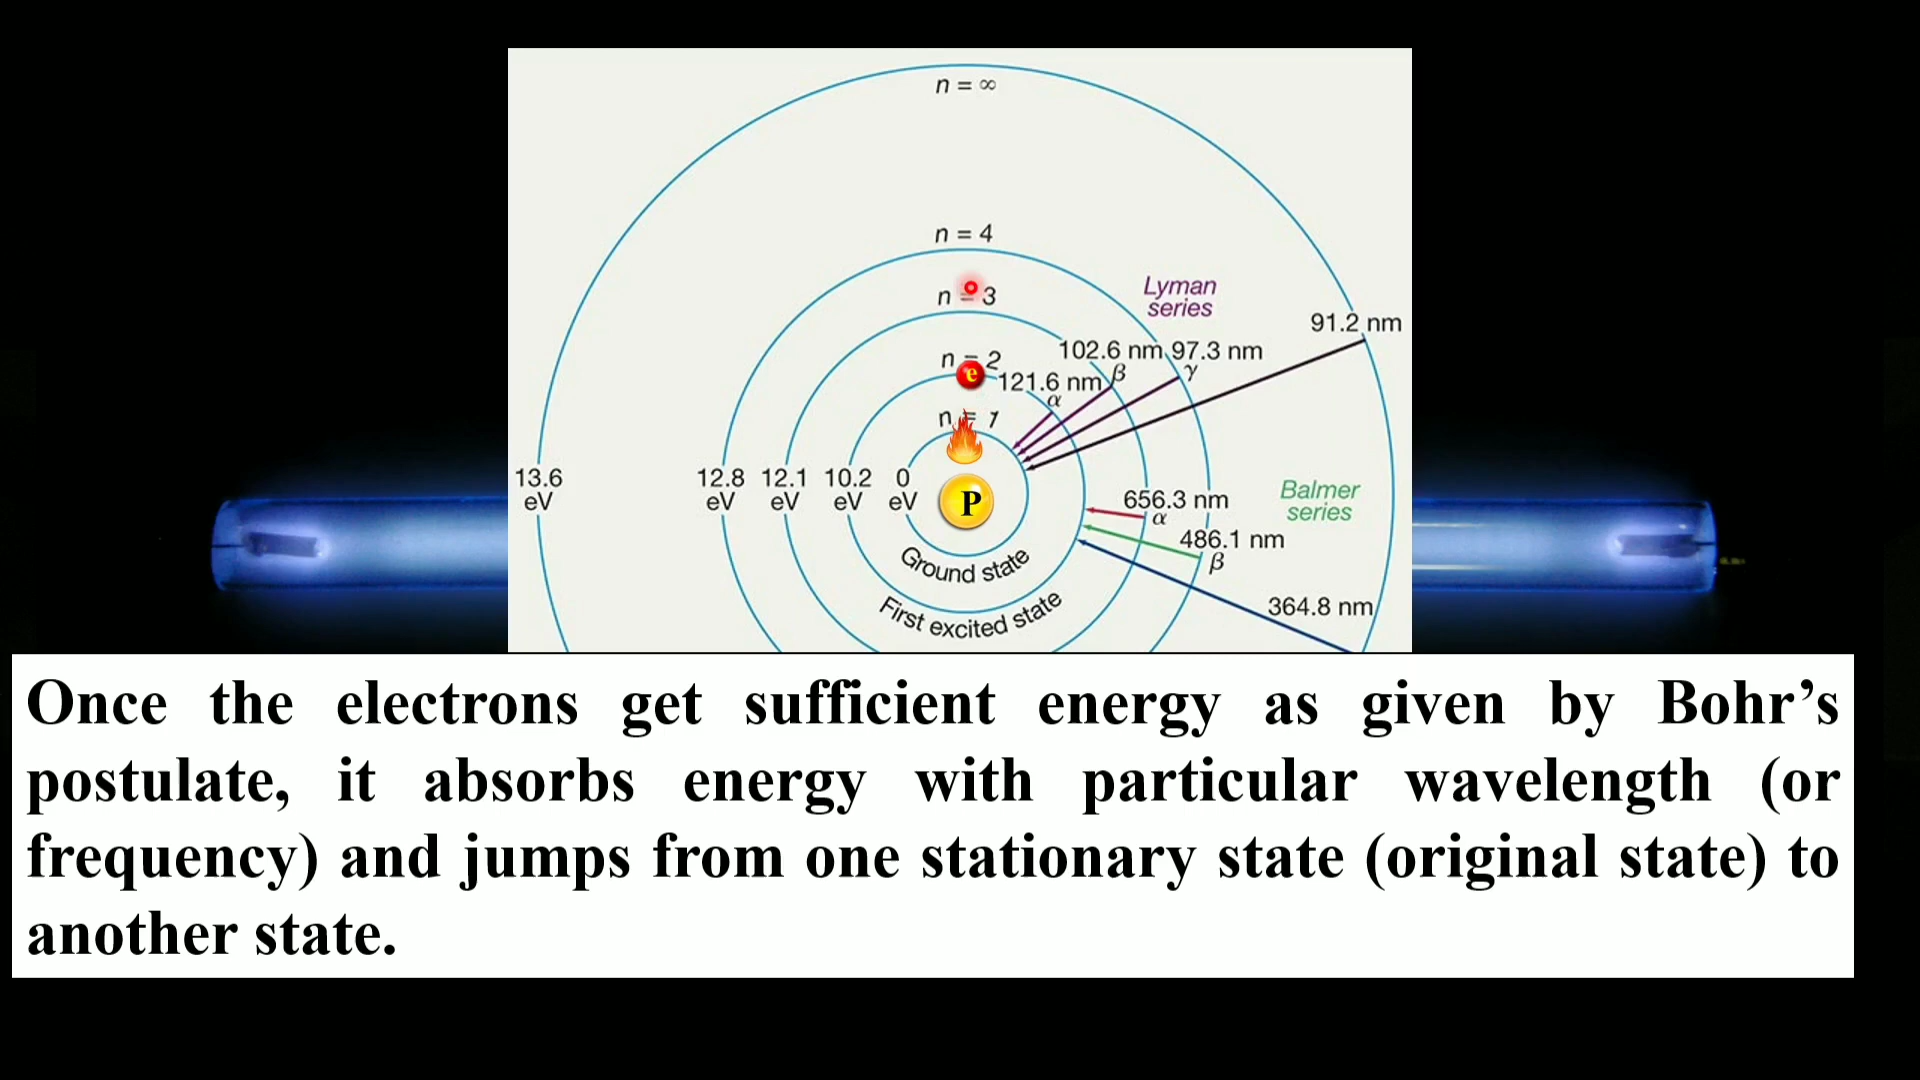 n = ∞
n = 4
n = 3
Lyman
series
91.2 nm
n = 2
102.6 nm 97.3 nm
e
121.6 nm β γ
α
n = 1
13.6 12.8 12.1 10.2 0
eV eV eV eV eV
P
656.3 nm
α
Balmer
series
486.1 nm
β
Ground state
First excited state
364.8 nm
Once the electrons get sufficient energy as given by Bohr’s
postulate, it absorbs energy with particular wavelength (or
frequency) and jumps from one stationary state (original state) to
another state.